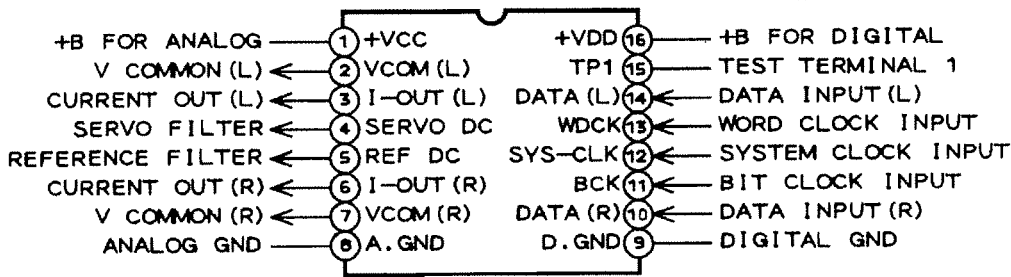 +B FOR ANALOG 1 +VCC +VDD 16 +B FOR DIGITAL
V COMMON(L) 2 VCOM(L) TP1 15 TEST TERMINAL 1
CURRENT OUT(L) 3 I-OUT(L) DATA(L) 14 DATA INPUT(L)
SERVO FILTER 4 SERVO DC WDCK 13 WORD CLOCK INPUT
REFERENCE FILTER 5 REF DC SYS-CLK 12 SYSTEM CLOCK INPUT
CURRENT OUT(R) 6 I-OUT(R) BCK 11 BIT CLOCK INPUT
V COMMON(R) 7 VCOM(R) DATA(R) 10 DATA INPUT(R)
ANALOG GND 8 A.GND D.GND 9 DIGITAL GND